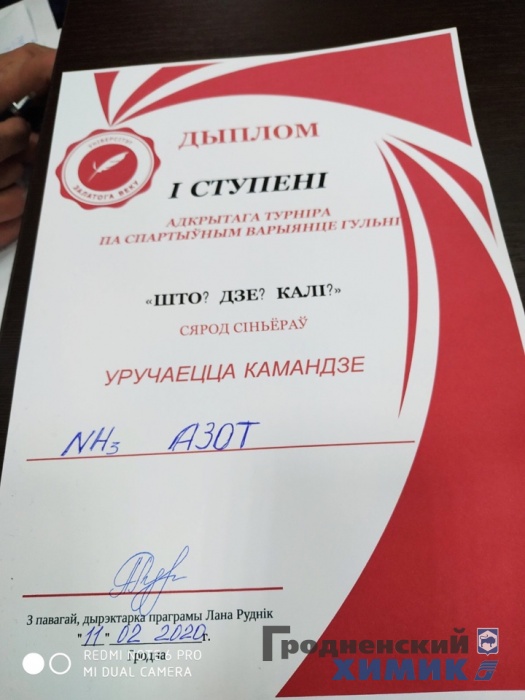 ДЫПЛОМ
УНІВЕРСІТЭТ
ЗАЛАТОГА ВЕКУ
І СТУПЕНІ
АДКРЫТАГА ТУРНІРА
ПА СПАРТЫЎНЫМ ВАРЫЯНЦЕ ГУЛЬНІ
«ШТО? ДЗЕ? КАЛІ?»
СЯРОД СІНЬЁРАЎ
УРУЧАЕЦЦА КАМАНДЗЕ
NH₃ АЗОТ
З павагай, дырэктарка праграмы Лана Руднік
"11" 02 2020г.
Гродна
Гродненский
ХИМИК
REDMI NOTE 6 PRO
MI DUAL CAMERA